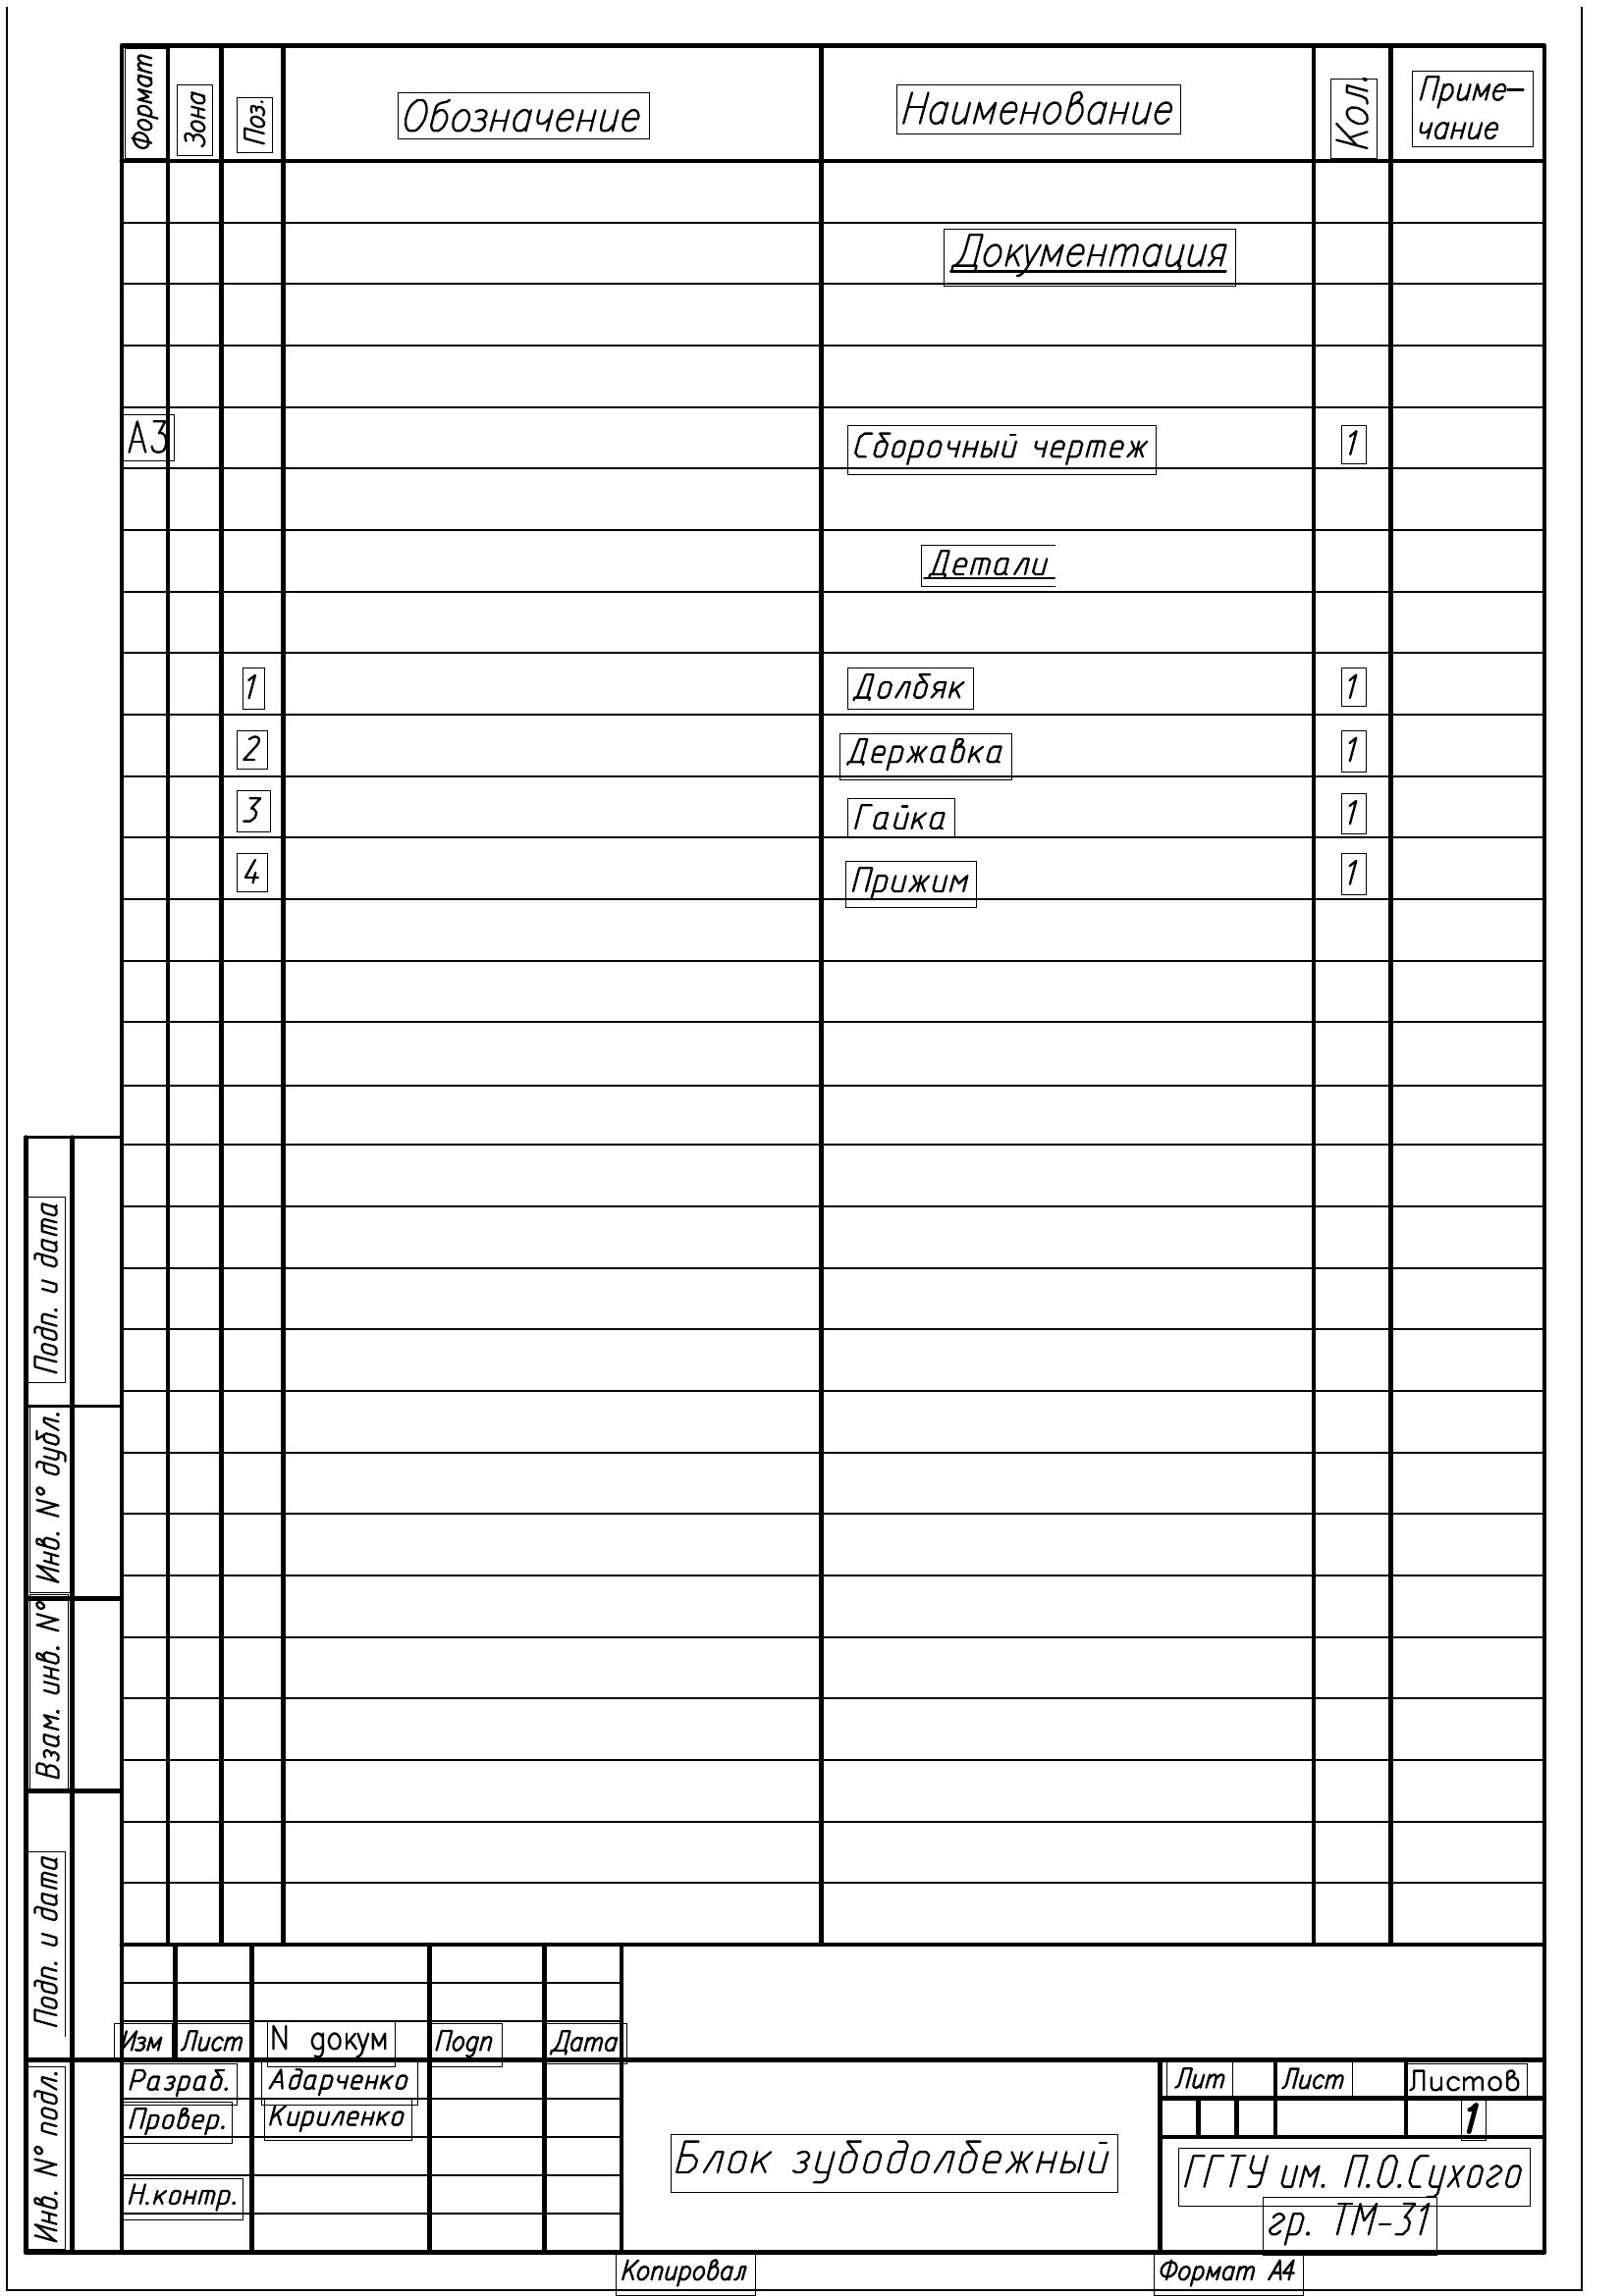 Формат Зона Поз. Обозначение Наименование Кол. Приме-
чание
Документация
А3 Сборочный чертеж 1
Детали
1 Долбяк 1
2 Державка 1
3 Гайка 1
4 Прижим 1
Подп. и дата
Инв. N° дубл.
Взам. инв. N°
Подп. и дата
Инв. N° подл.
Изм Лист N докум Подп Дата
Разраб. Адарченко
Провер. Кириленко
Н.контр.
Блок зубодолбежный
Лит Лист Листов
1
ГГТУ им. П.О.Сухого
гр. ТМ-31
Копировал Формат А4